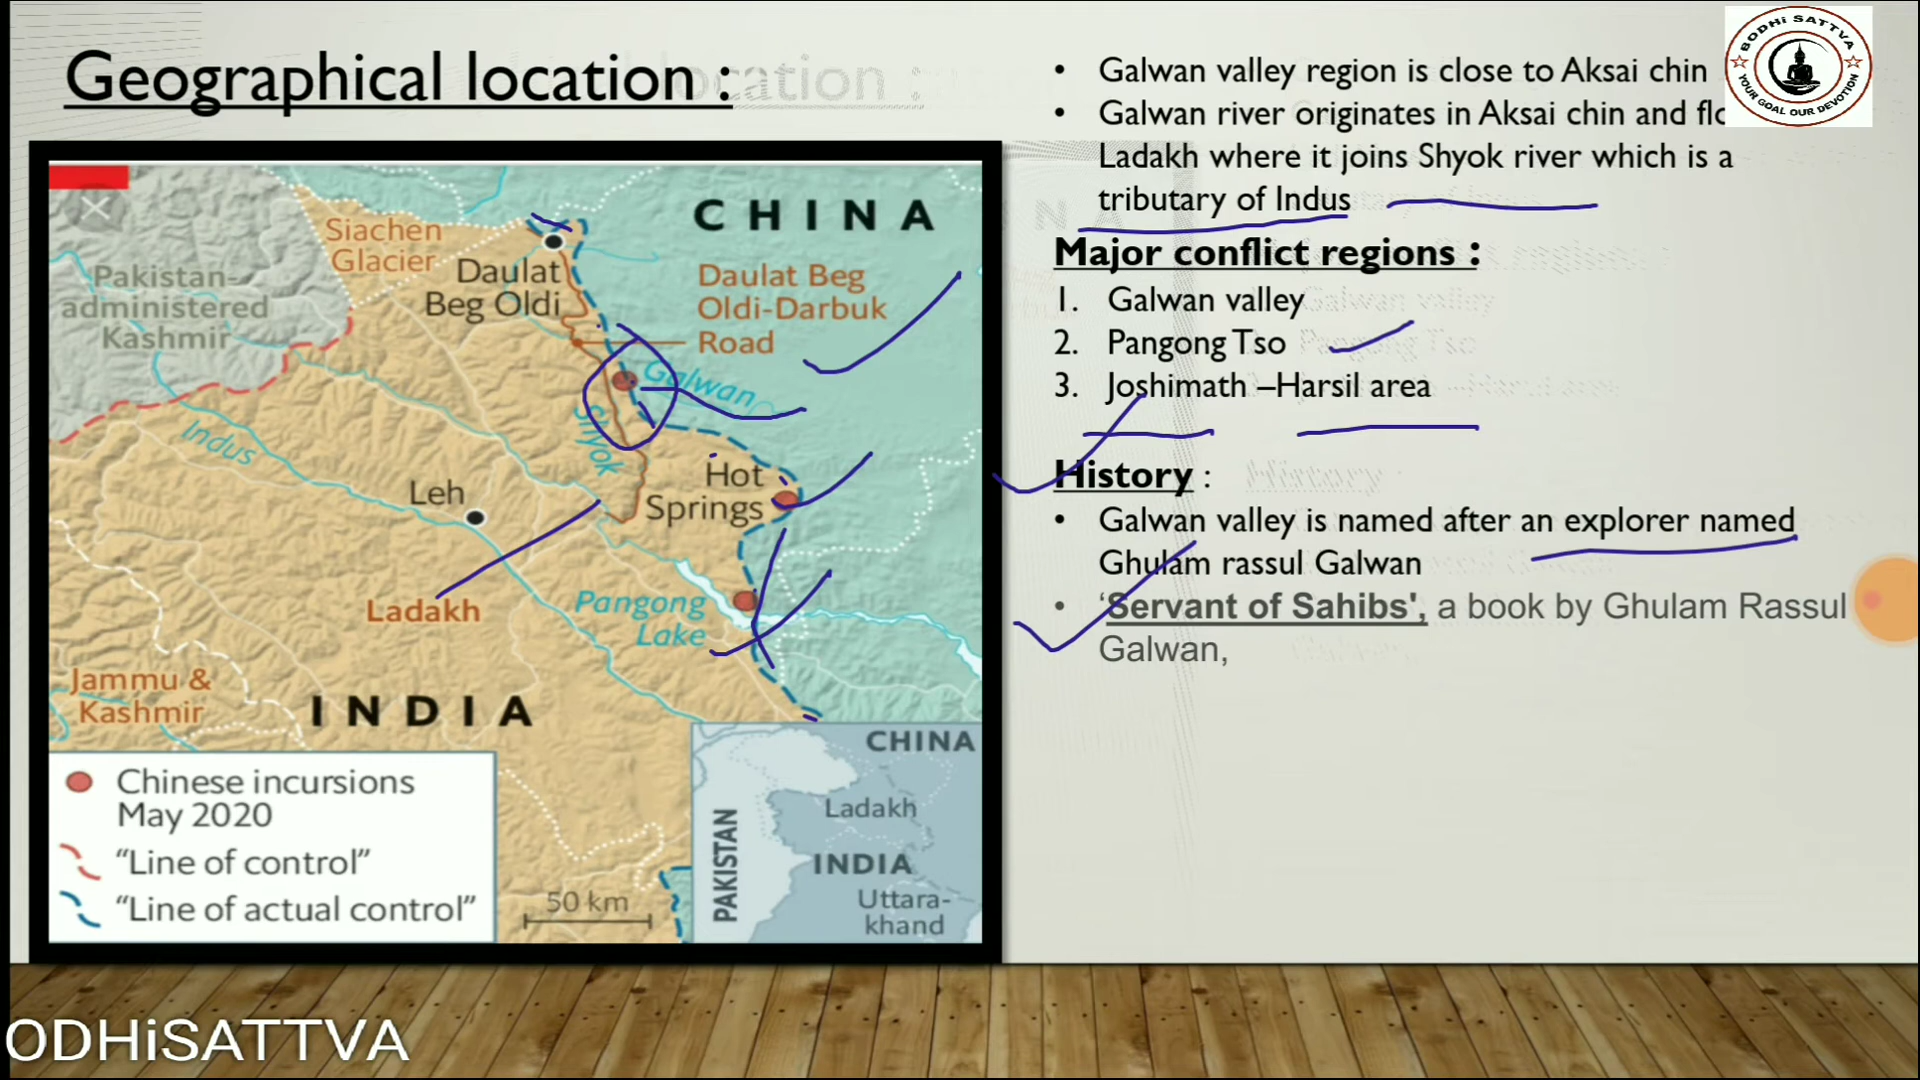 Geographical location :
• Galwan valley region is close to Aksai chin
• Galwan river originates in Aksai chin and
Ladakh where it joins Shyok river which is a
tributary of Indus
Major conflict regions :
1. Galwan valley
2. Pangong Tso
3. Joshimath –Harsil area
History :
• Galwan valley is named after an explorer named
Ghulam rassul Galwan
• ‘Servant of Sahibs', a book by Ghulam Rassul
Galwan,
BODHi SATTVA
YOUR GOAL OUR DEVOTION
CHINA
Siachen
Glacier
Daulat
Beg Oldi
Daulat Beg
Oldi-Darbuk
Road
Pakistan-
administered
Kashmir
Galwan
Shyok
Indus
Leh
Hot
Springs
Ladakh
Pangong
Lake
Jammu &
Kashmir
INDIA
Chinese incursions
May 2020
“Line of control”
“Line of actual control”
50 km
CHINA
Ladakh
PAKISTAN
INDIA
Uttara-
khand
ODHiSATTVA